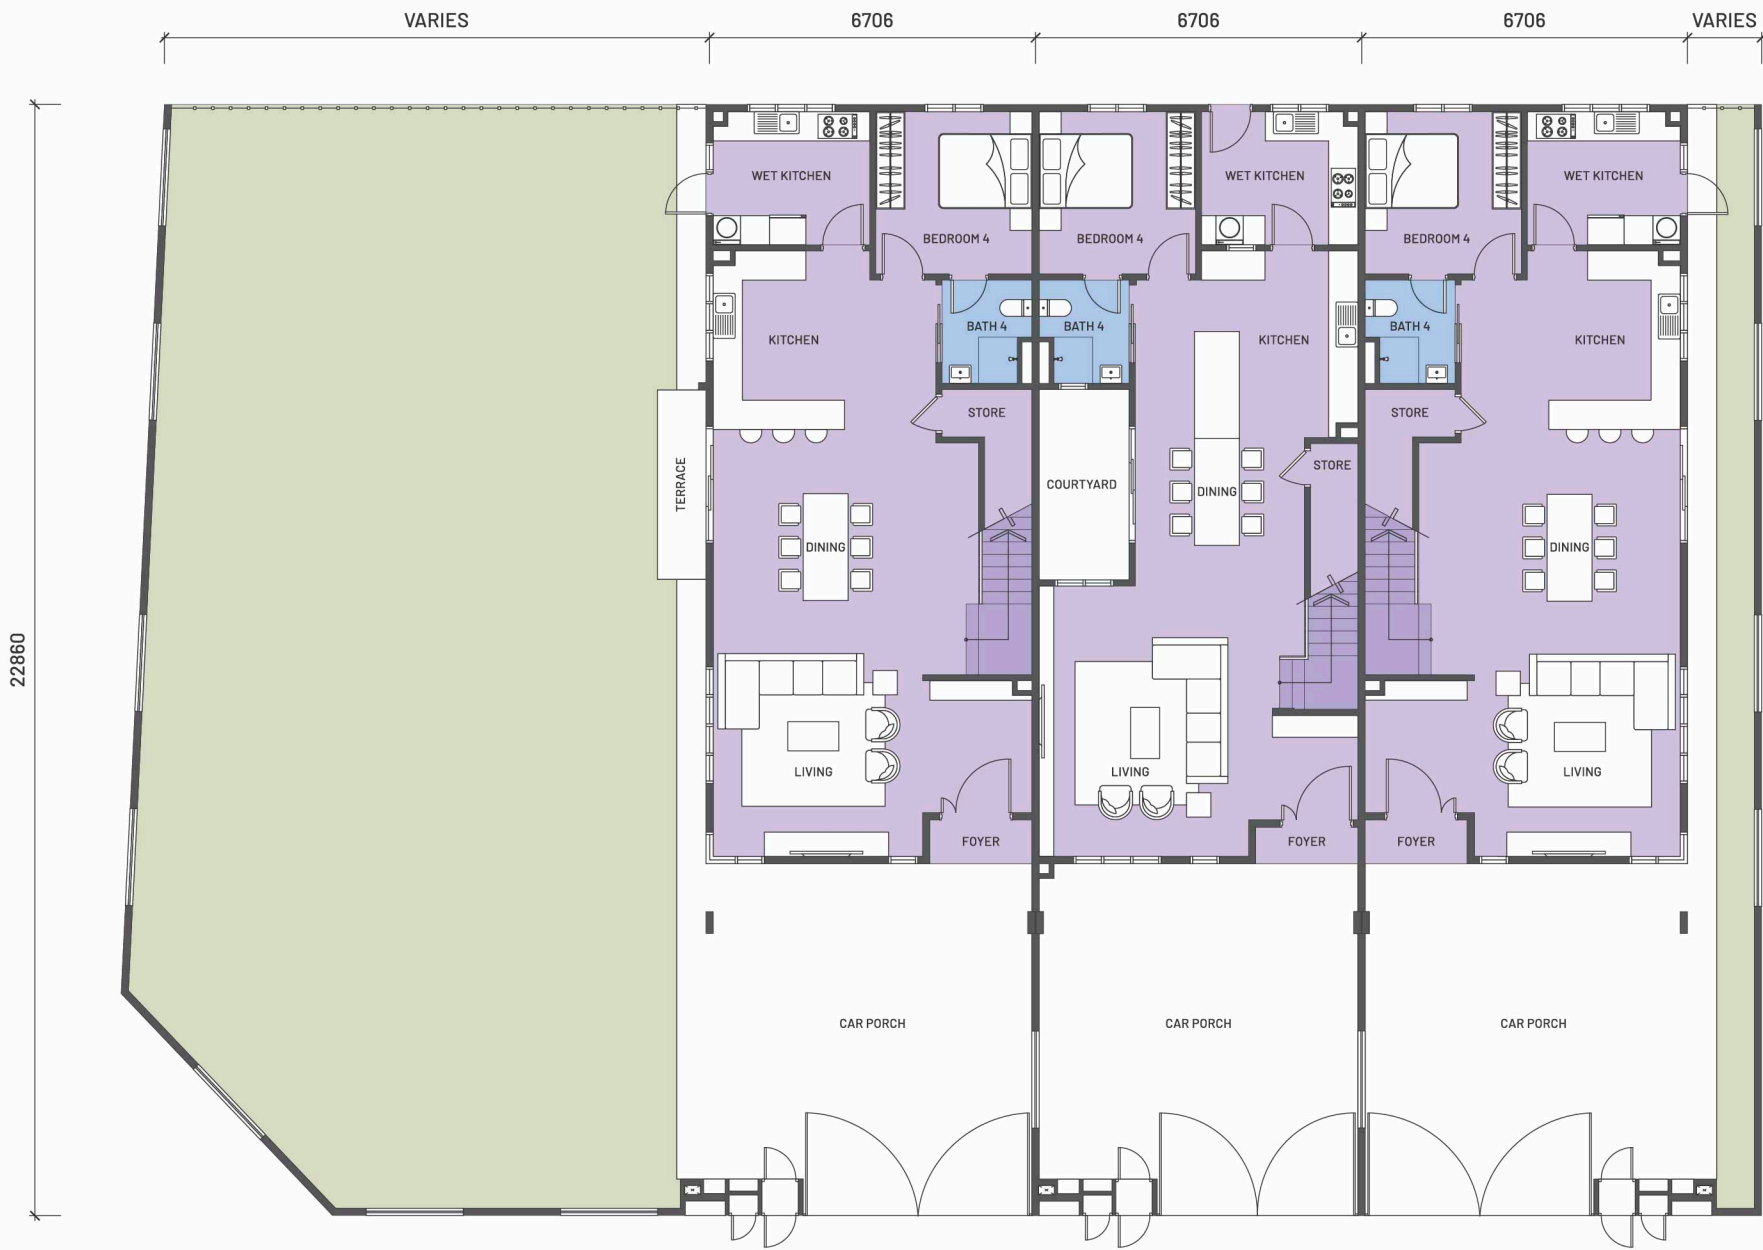 VARIES 6706 6706 6706 VARIES
22860
WET KITCHEN WET KITCHEN WET KITCHEN
BEDROOM 4 BEDROOM 4 BEDROOM 4
BATH 4 BATH 4 BATH 4
KITCHEN KITCHEN KITCHEN
STORE STORE
STORE
TERRACE
COURTYARD
DINING
DINING DINING
LIVING LIVING LIVING
FOYER FOYER FOYER
CAR PORCH CAR PORCH CAR PORCH